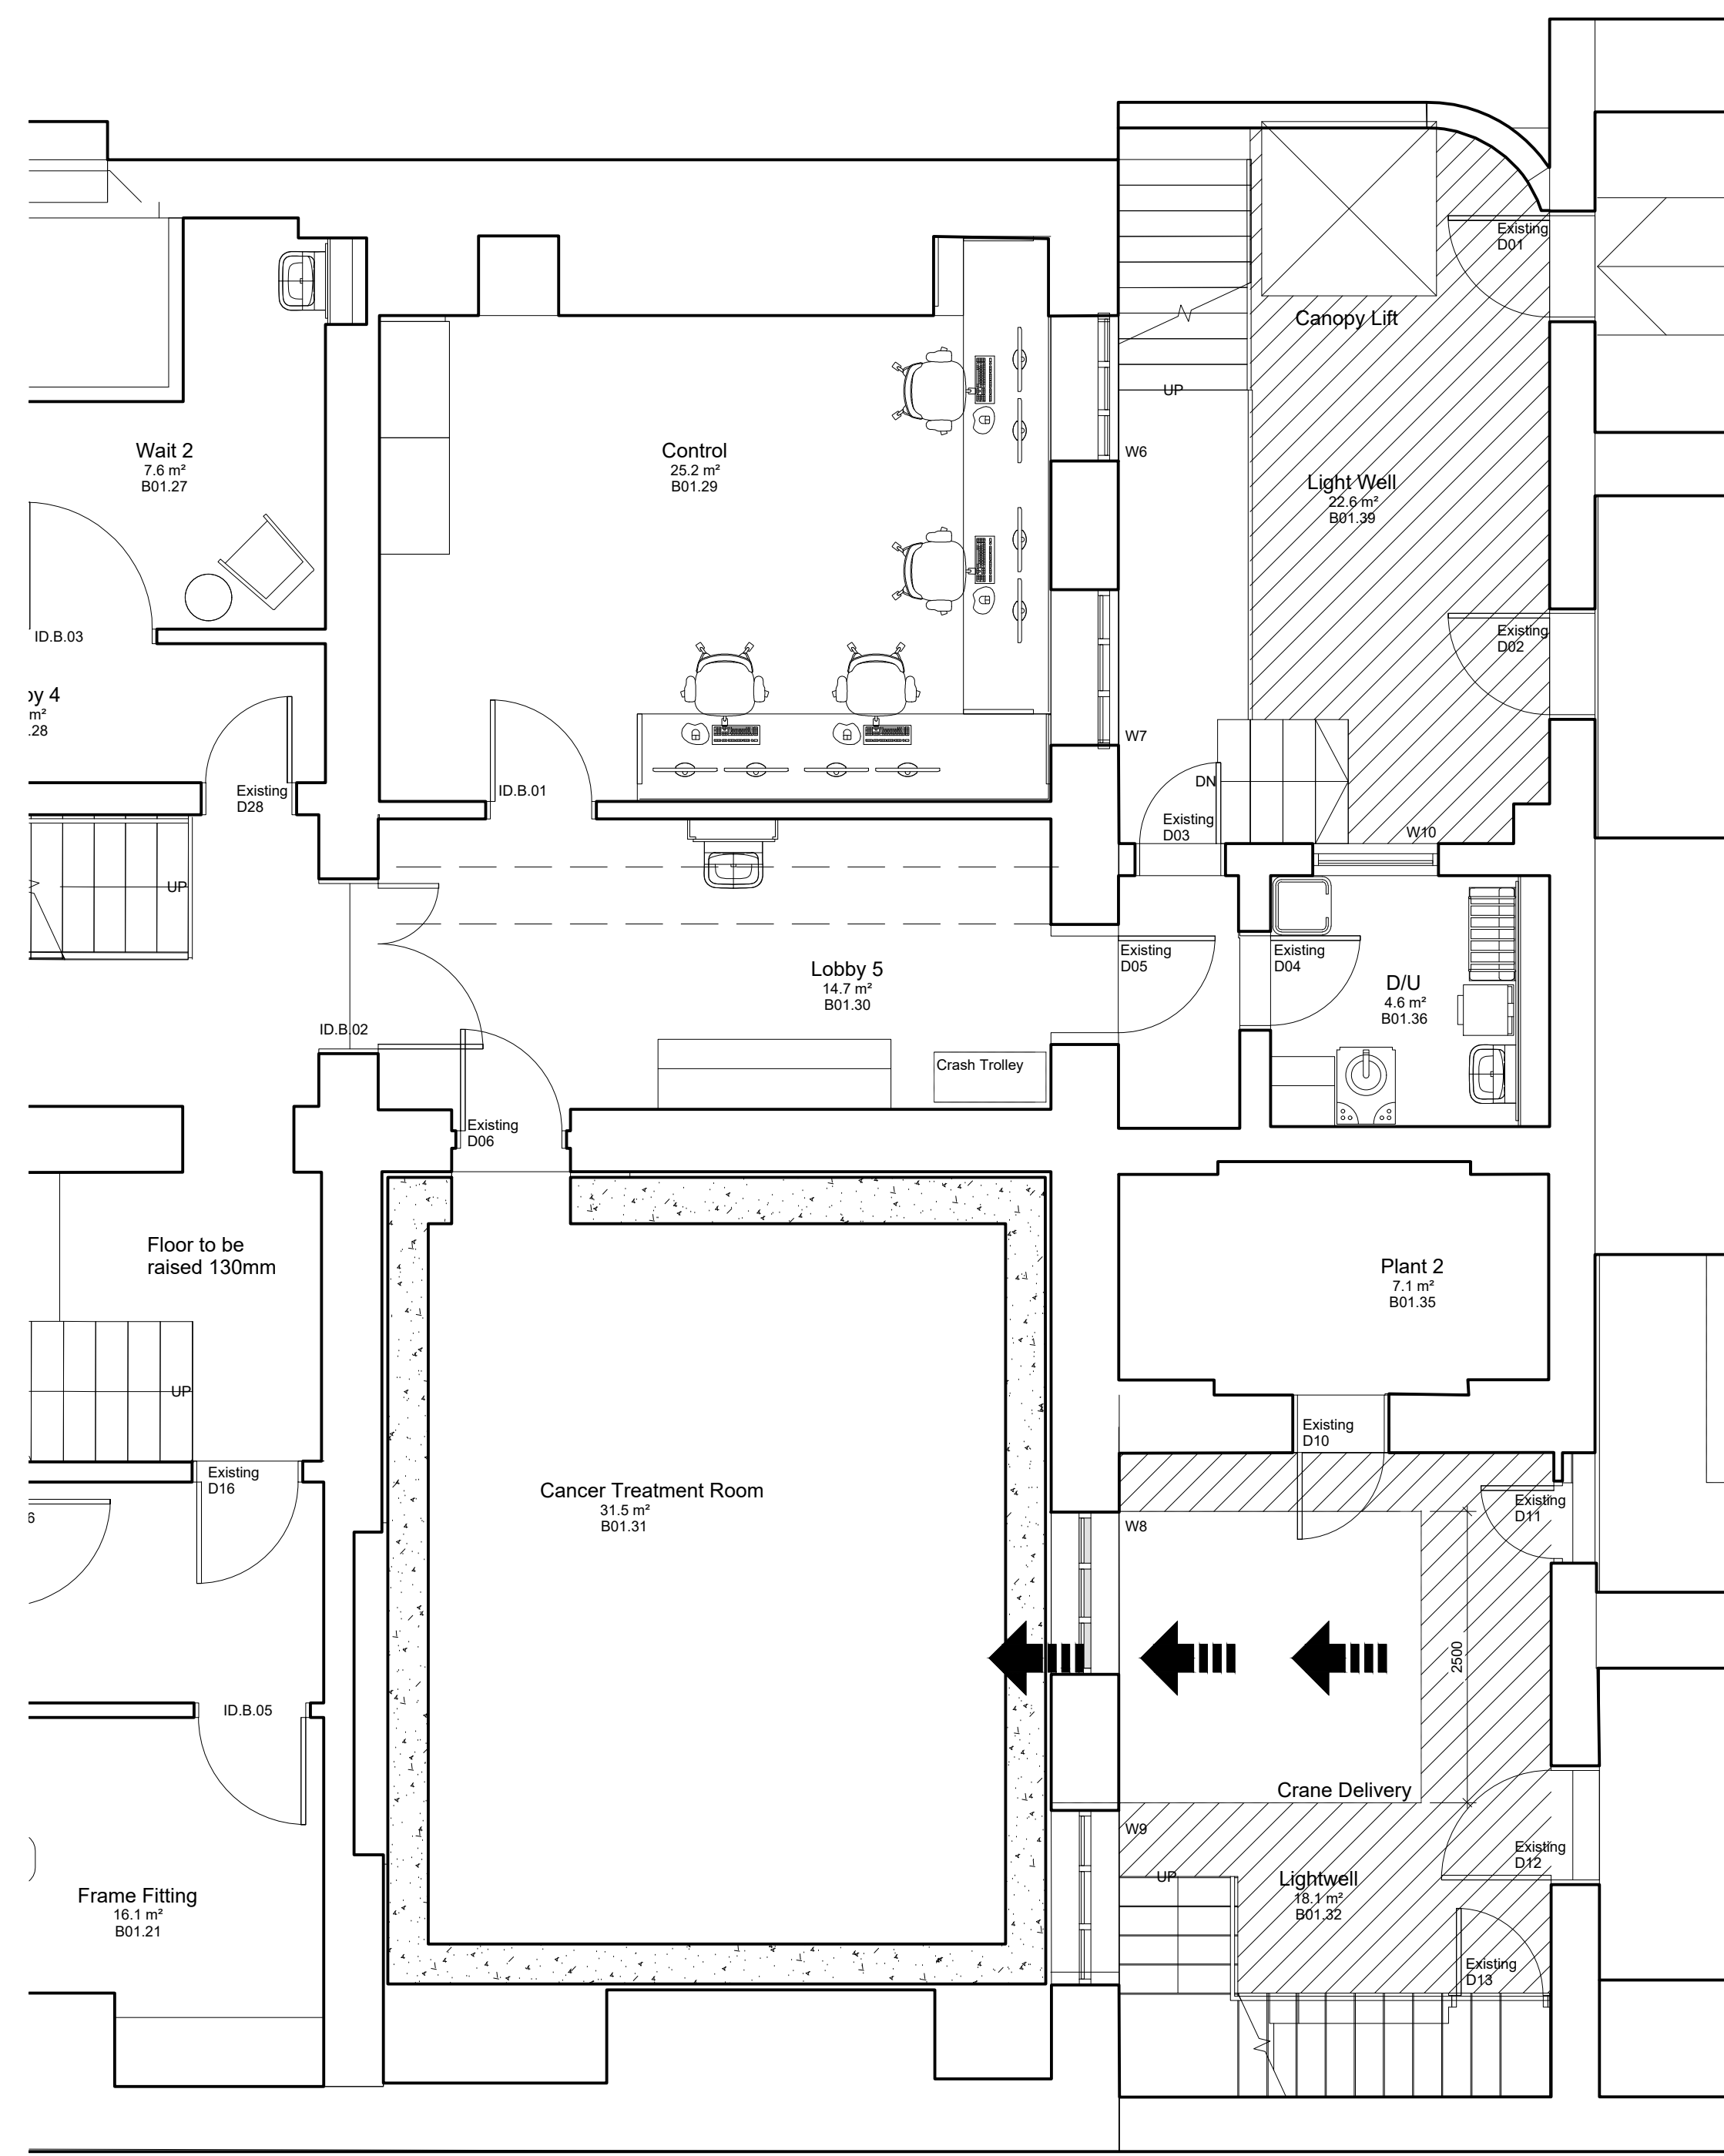 Existing
D01
Canopy Lift
UP
Wait 2
7.6 m²
B01.27
Control
25.2 m²
B01.29
W6
Light Well
22.6 m²
B01.39
ID.B.03
Existing
D02
by 4
m²
.28
W7
Existing
D28
ID.B.01
DN
Existing
D03
W10
UP
Existing
D05
Existing
D04
Lobby 5
14.7 m²
B01.30
D/U
4.6 m²
B01.36
ID.B.02
Crash Trolley
Existing
D06
Floor to be
raised 130mm
Plant 2
7.1 m²
B01.35
UP
Existing
D10
Existing
D16
Cancer Treatment Room
31.5 m²
B01.31
6
W8
Existing
D11
2500
ID.B.05
Crane Delivery
W9
Existing
D12
UP
Lightwell
18.1 m²
B01.32
Frame Fitting
16.1 m²
B01.21
Existing
D13